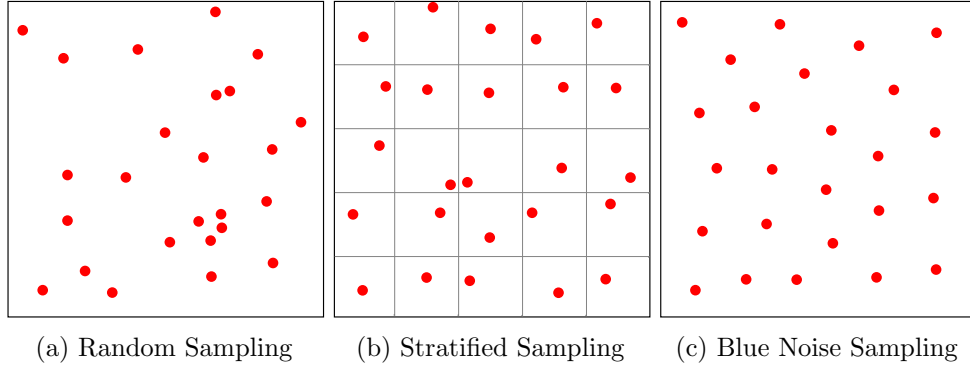 (a) Random Sampling
(b) Stratified Sampling
(c) Blue Noise Sampling